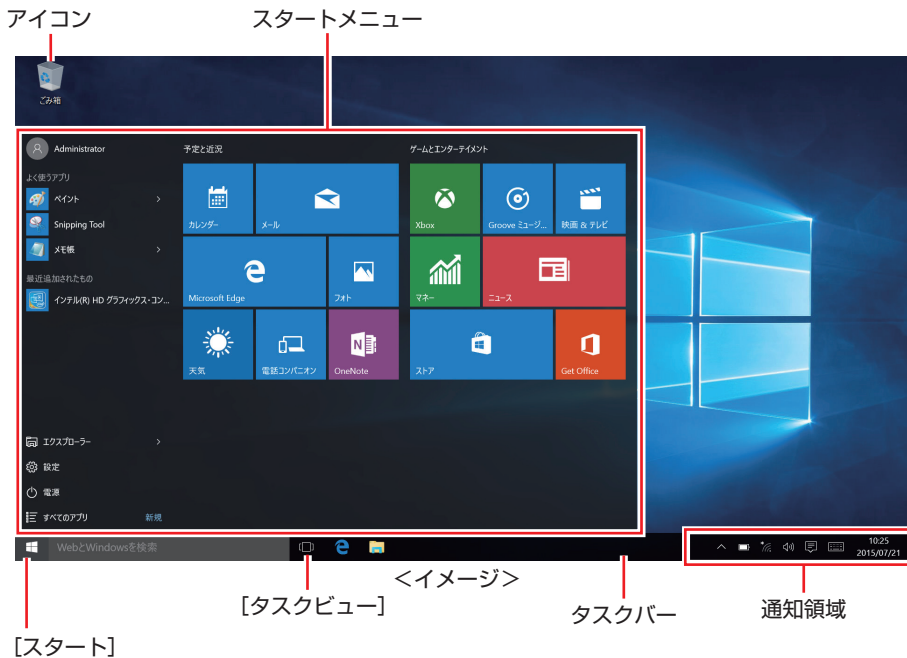 アイコン
スタートメニュー
ごみ箱
Administrator
よく使うアプリ
ペイント
Snipping Tool
メモ帳
最近追加されたもの
インテル(R) HD グラフィックス・コン...
エクスプローラー
設定
電源
すべてのアプリ 新規
予定と近況
カレンダー
メール
Microsoft Edge
フォト
天気
電話コンパニオン
OneNote
ゲームとエンターテイメント
Xbox
Groove ミュージ...
映画 & テレビ
マネー
ニュース
ストア
Get Office
WebとWindowsを検索
10:25
2015/07/21
<イメージ>
[タスクビュー]
タスクバー
通知領域
[スタート]